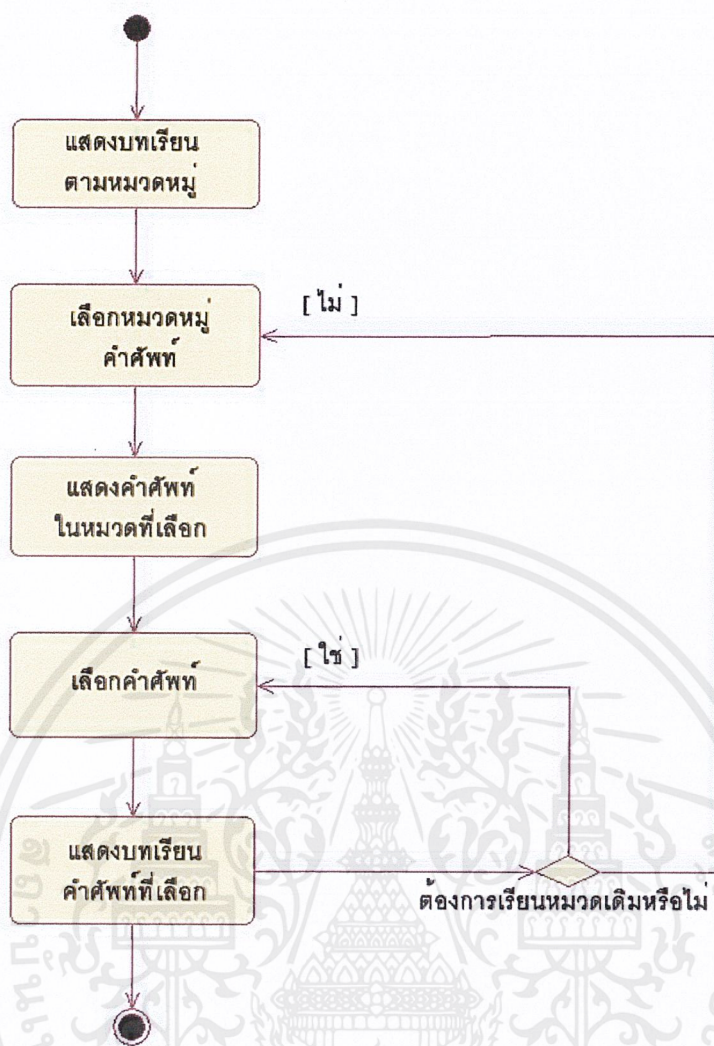 แสดงบทเรียน
ตามหมวดหมู่
เลือกหมวดหมู่
คำศัพท์
[ ไม่ ]
แสดงคำศัพท์
ในหมวดที่เลือก
เลือกคำศัพท์
[ ใช่ ]
แสดงบทเรียน
คำศัพท์ที่เลือก
ต้องการเรียนหมวดเดิมหรือไม่